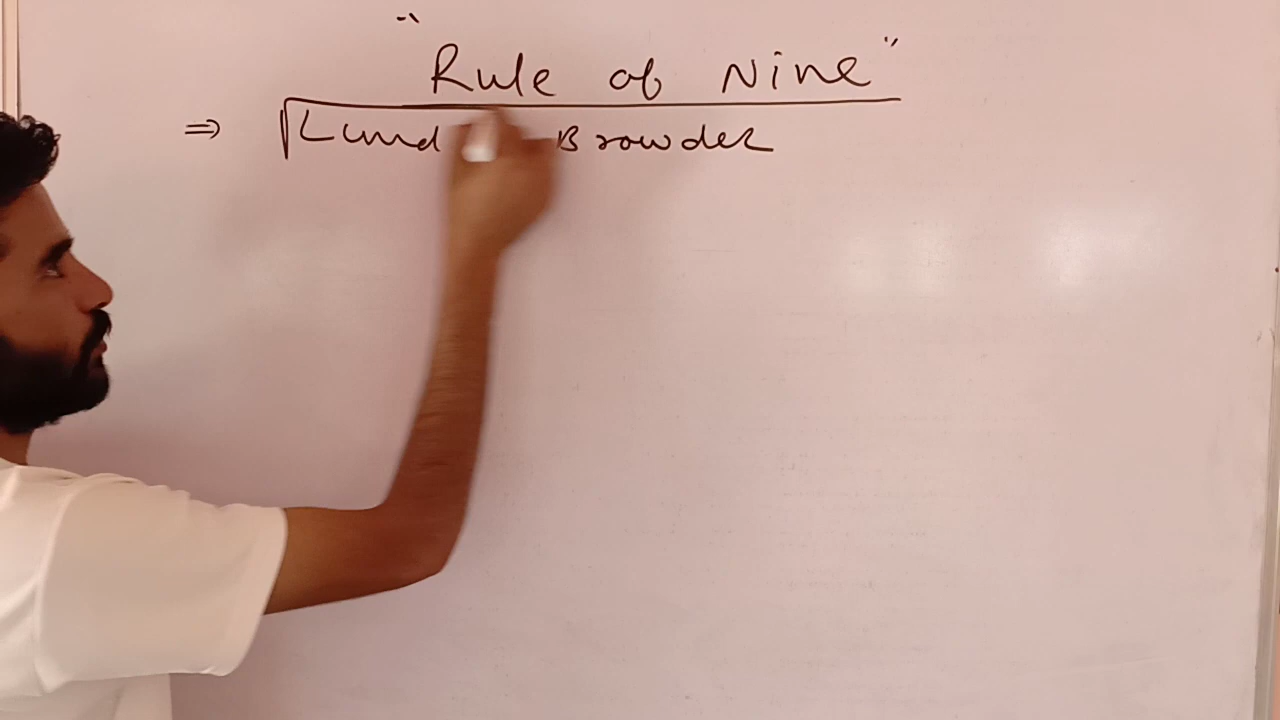 "Rule of Nine"
⇒ Lund Browder